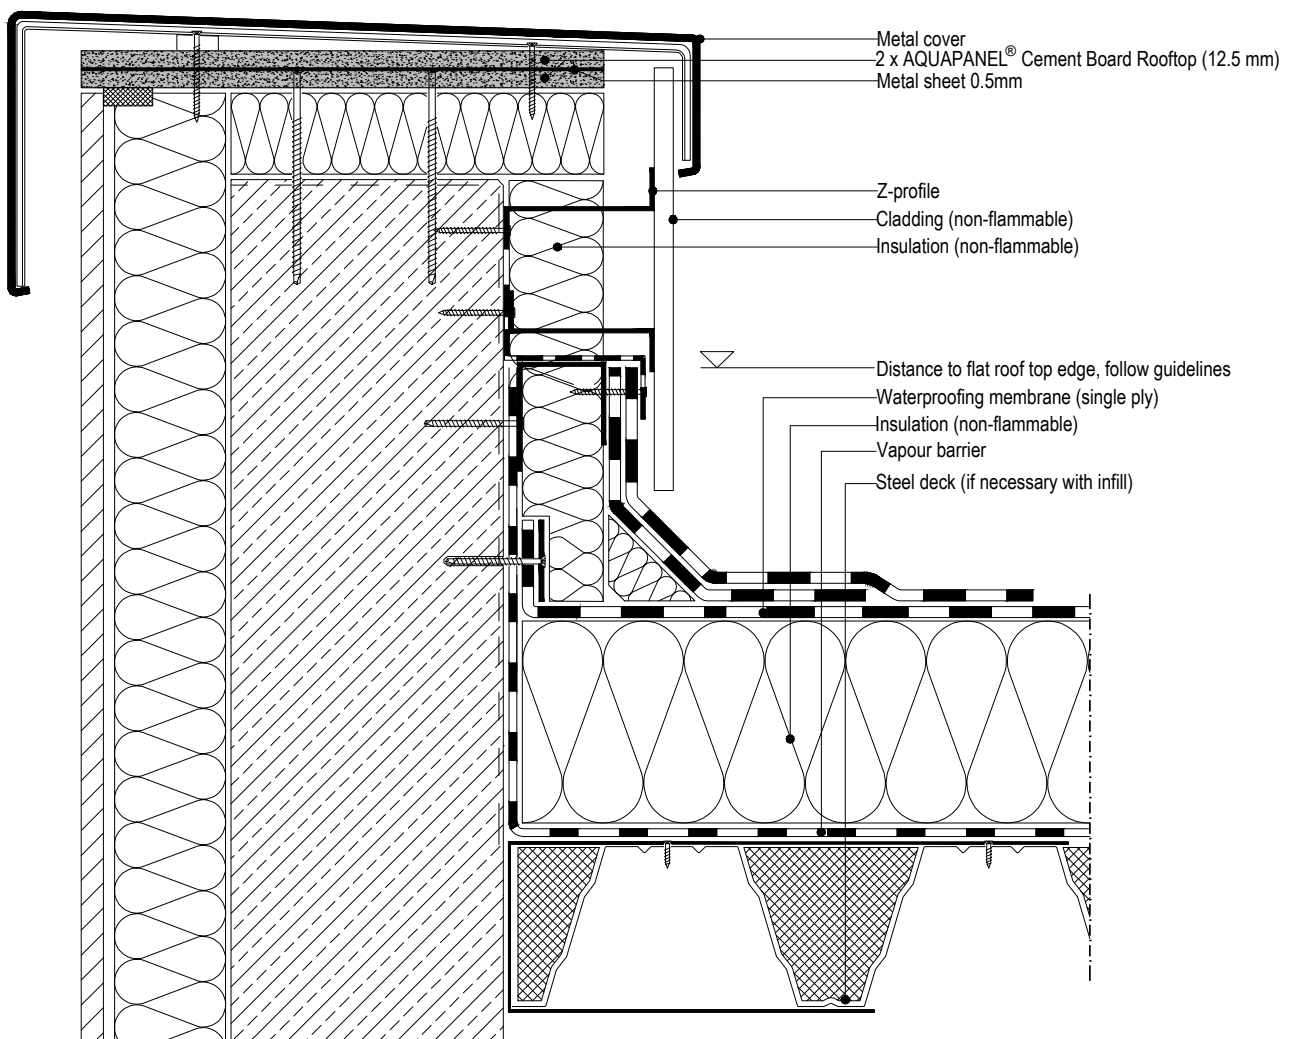 Metal cover
2 x AQUAPANEL® Cement Board Rooftop (12.5 mm)
Metal sheet 0.5mm
Z-profile
Cladding (non-flammable)
Insulation (non-flammable)
Distance to flat roof top edge, follow guidelines
Waterproofing membrane (single ply)
Insulation (non-flammable)
Vapour barrier
Steel deck (if necessary with infill)